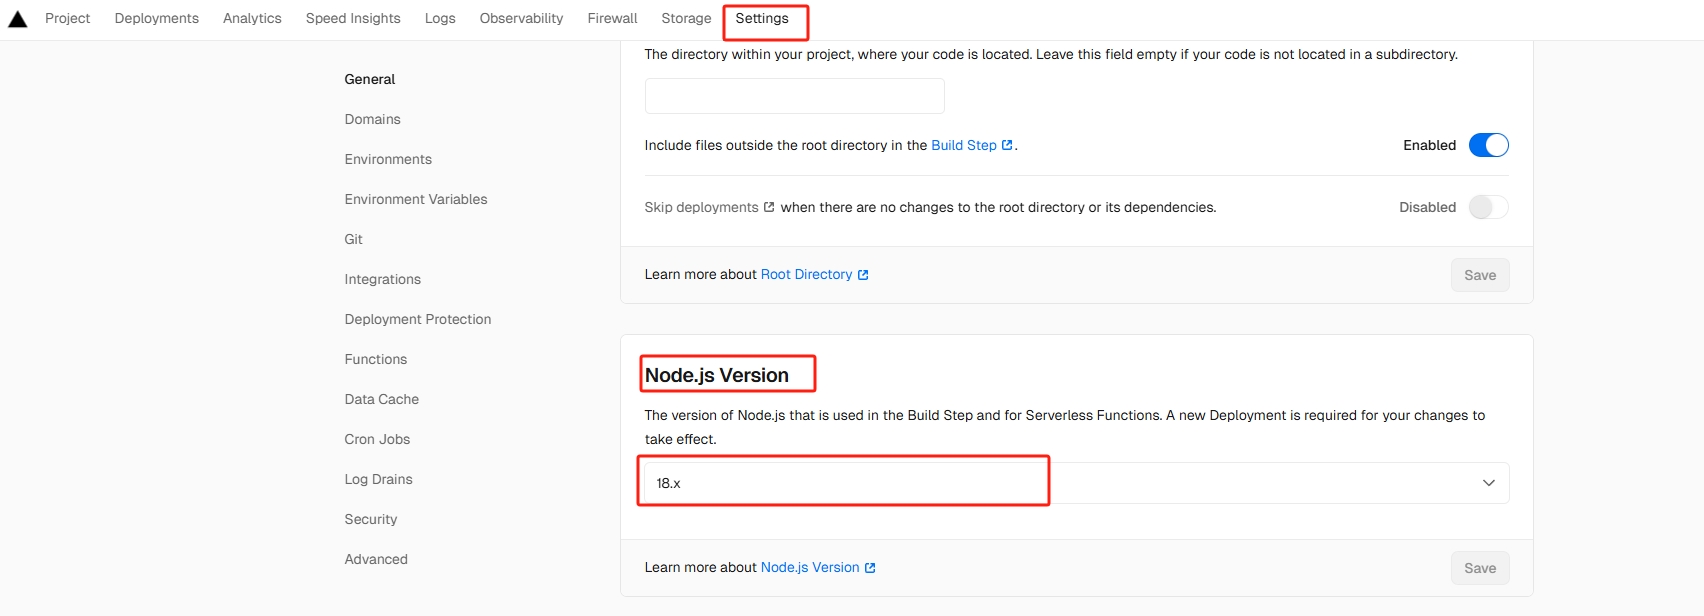 Project Deployments Analytics Speed Insights Logs Observability Firewall Storage Settings
General
Domains
Environments
Environment Variables
Git
Integrations
Deployment Protection
Functions
Data Cache
Cron Jobs
Log Drains
Security
Advanced
The directory within your project, where your code is located. Leave this field empty if your code is not located in a subdirectory.
Include files outside the root directory in the Build Step. Enabled
Skip deployments when there are no changes to the root directory or its dependencies. Disabled
Learn more about Root Directory Save
Node.js Version
The version of Node.js that is used in the Build Step and for Serverless Functions. A new Deployment is required for your changes to
take effect.
18.x
Learn more about Node.js Version Save